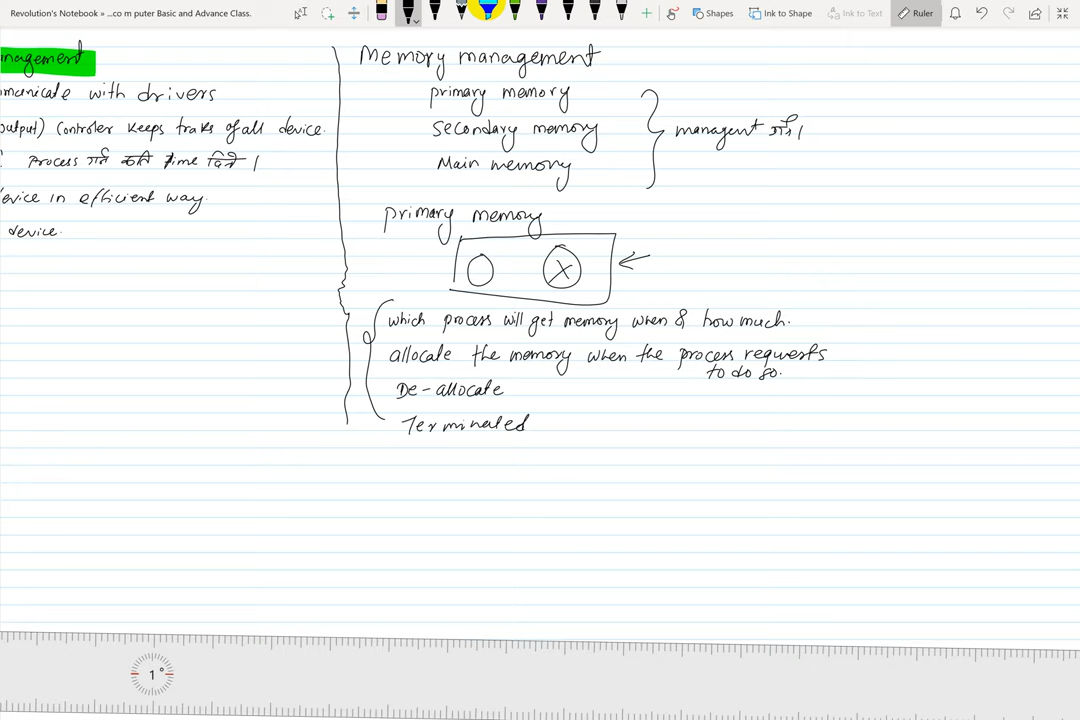 Revolution's Notebook » ...co m puter Basic and Advance Class.
Shapes
Ink to Shape
Ink to Text
Ruler
nagement
municate with drivers
output) Controler keeps traks of all device.
Process गर्न कति time दिने।
evice in efficient way.
device.
Memory management
primary memory
Secondary memory
Main memory
managent गर्ने।
primary memory
which process will get memory when & how much.
allocate the memory when the process requests
to do so.
De-allocate
Terminated
1°